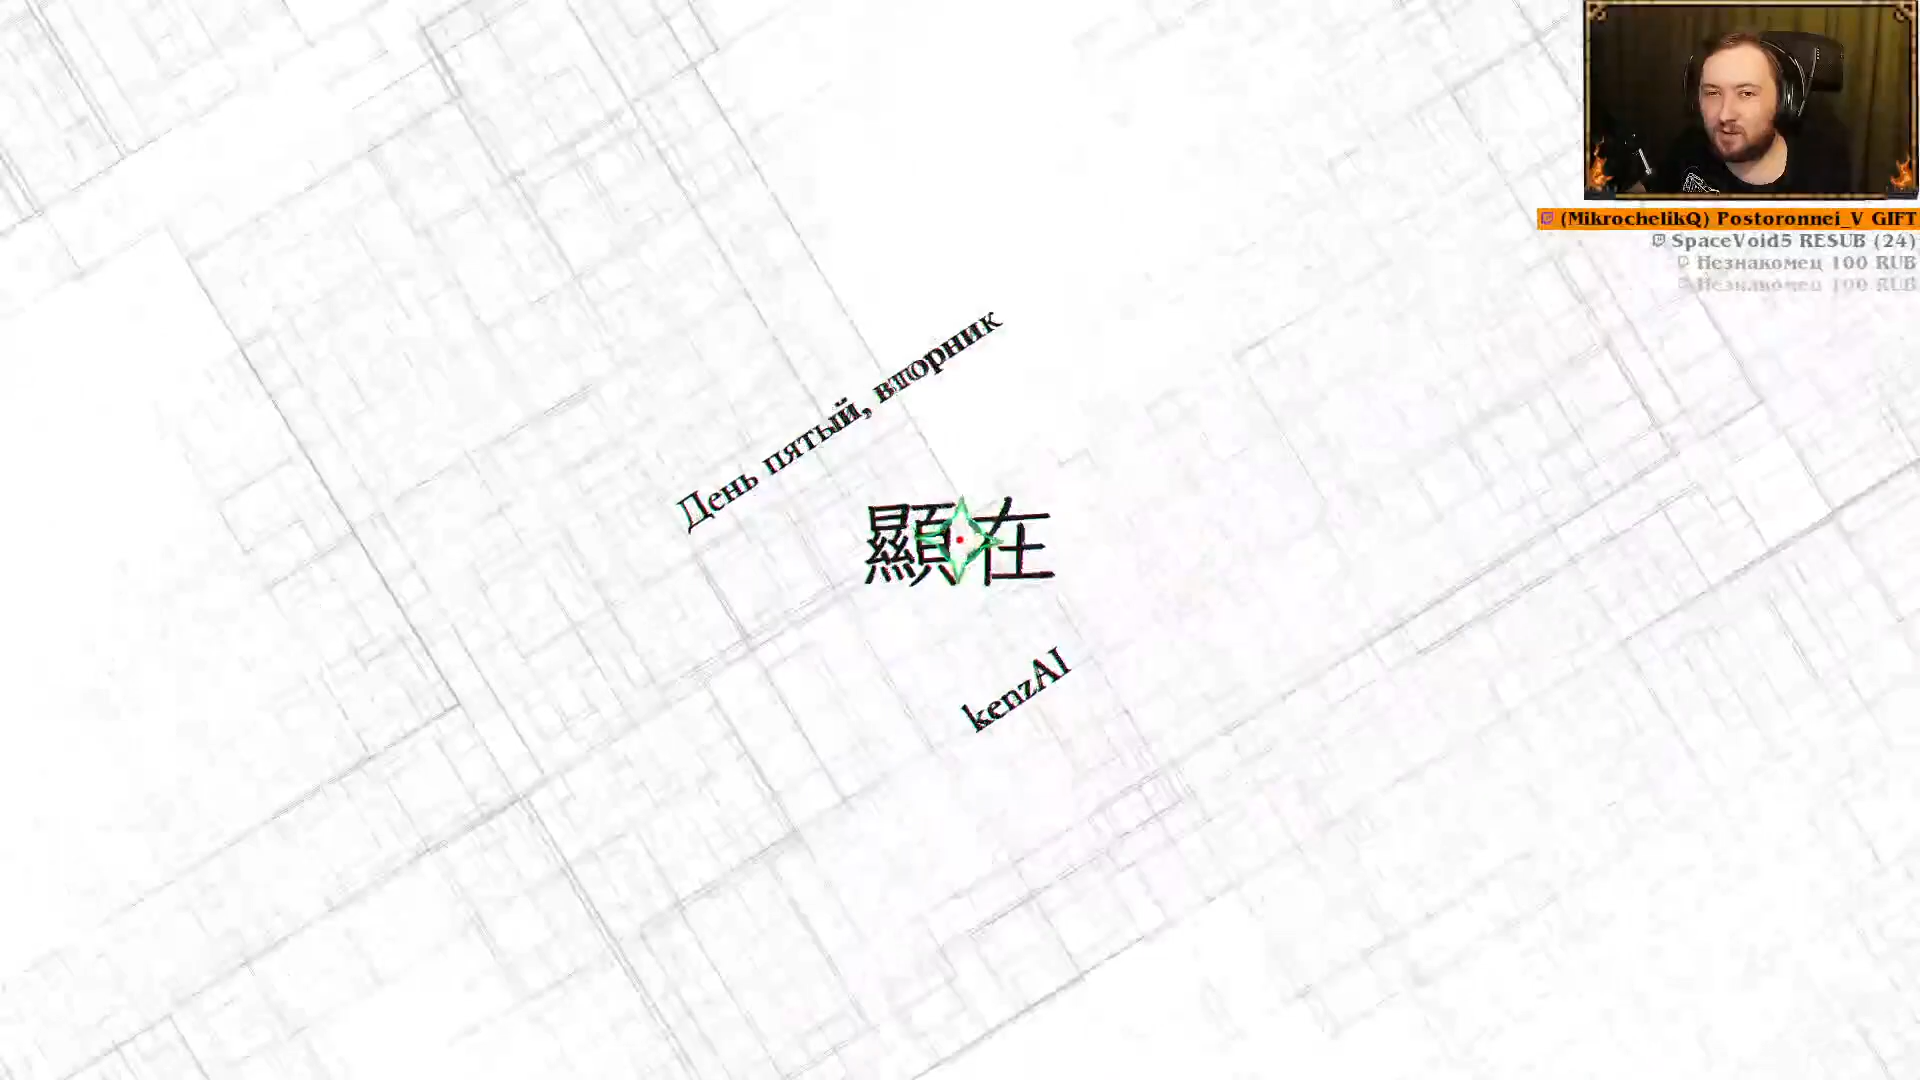 (MikrochelikQ) Postoronnei_V GIFT
SpaceVoid5 RESUB (24)
Незнакомец 100 RUB
Незнакомец 100 RUB
День пятый, вторник
顯在
kenzAI